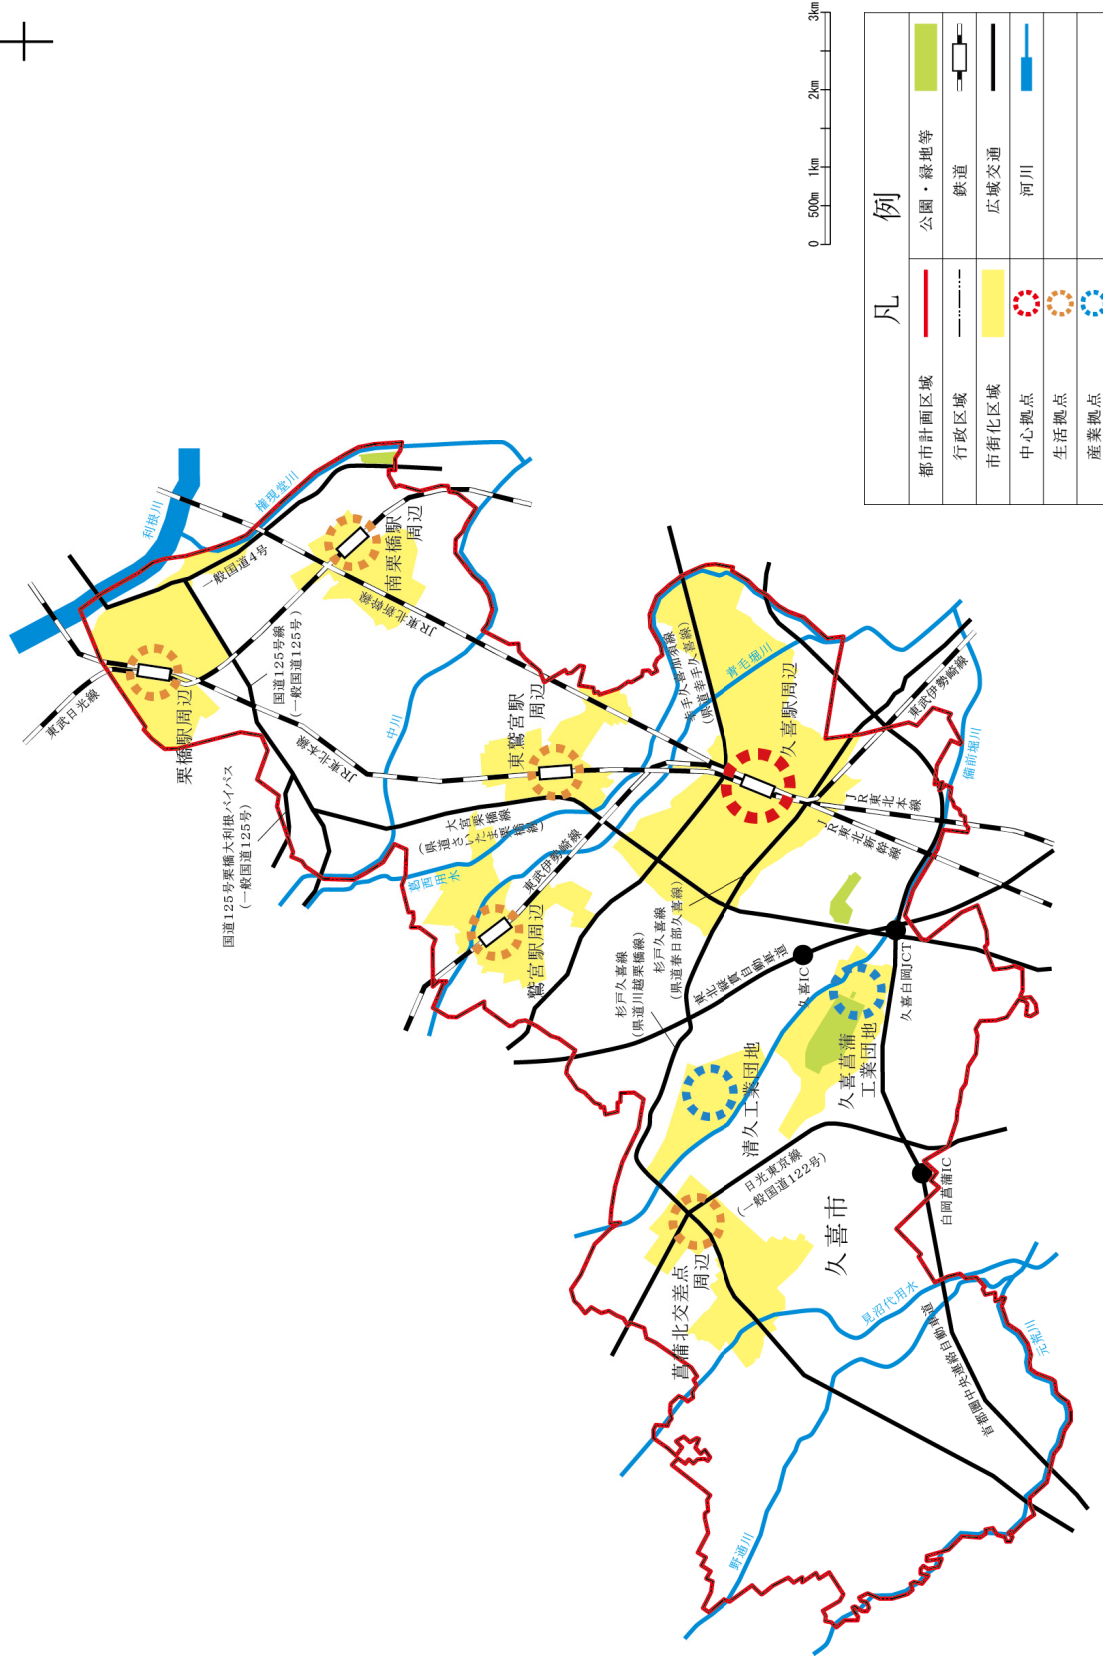 凡　例
都市計画区域
公園・緑地等
行政区域
鉄道
市街化区域
広域交通
中心拠点
河川
生活拠点
産業拠点
0 500m 1km 2km 3km
利根川
権現堂川
一般国道4号
東武日光線
栗橋駅周辺
南栗橋駅
周辺
JR東北新幹線
国道125号線
(一般国道125号)
JR東北本線
国道125号栗橋大利根バイパス
(一般国道125号)
中川
東鷲宮駅
周辺
大宮栗橋線
(県道さいたま栗橋線)
葛西用水
東武伊勢崎線
鷲宮駅周辺
幸手久喜加須線
(県道幸手久喜線)
青毛堀川
久喜駅周辺
東武伊勢崎線
備前堀川
JR東北本線
JR東北新幹線
杉戸久喜線
(県道春日部久喜線)
杉戸久喜線
(県道川越栗橋線)
東北縦貫自動車道
久喜IC
久喜白岡JCT
久喜菖蒲
工業団地
清久工業団地
日光東京線
(一般国道122号)
白岡菖蒲IC
久喜市
菖蒲北交差点
周辺
見沼代用水
首都圏中央連絡自動車道
元荒川
野通川